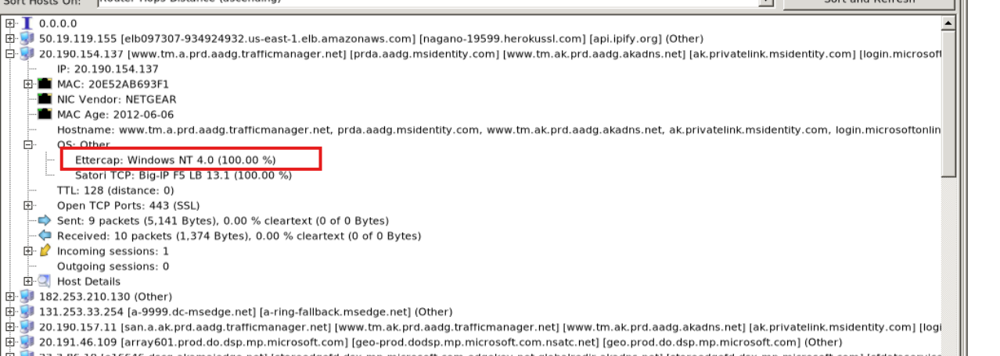 Sort Hosts On: Router Hops Distance (ascending) Sort and Refresh
0.0.0.0
50.19.119.155 [elb097307-934924932.us-east-1.elb.amazonaws.com] [nagano-19599.herokussl.com] [api.ipify.org] (Other)
20.190.154.137 [www.tm.a.prd.aadg.trafficmanager.net] [prda.aadg.msidentity.com] [www.tm.ak.prd.aadg.akadns.net] [ak.privatelink.msidentity.com] [login.microsoft
IP: 20.190.154.137
MAC: 20E52AB693F1
NIC Vendor: NETGEAR
MAC Age: 2012-06-06
Hostname: www.tm.a.prd.aadg.trafficmanager.net, prda.aadg.msidentity.com, www.tm.ak.prd.aadg.akadns.net, ak.privatelink.msidentity.com, login.microsoftonlin
OS: Other
Ettercap: Windows NT 4.0 (100.00 %)
Satori TCP: Big-IP F5 LB 13.1 (100.00 %)
TTL: 128 (distance: 0)
Open TCP Ports: 443 (SSL)
Sent: 9 packets (5,141 Bytes), 0.00 % cleartext (0 of 0 Bytes)
Received: 10 packets (1,374 Bytes), 0.00 % cleartext (0 of 0 Bytes)
Incoming sessions: 1
Outgoing sessions: 0
Host Details
182.253.210.130 (Other)
131.253.33.254 [a-9999.dc-msedge.net] [a-ring-fallback.msedge.net] (Other)
20.190.157.11 [san.a.ak.prd.aadg.trafficmanager.net] [www.tm.ak.prd.aadg.trafficmanager.net] [www.tm.ak.prd.aadg.akadns.net] [ak.privatelink.msidentity.com] [logi
20.191.46.109 [array601.prod.do.dsp.mp.microsoft.com] [geo-prod.dodsp.mp.microsoft.com.nsatc.net] [geo.prod.do.dsp.mp.microsoft.com] (Other)